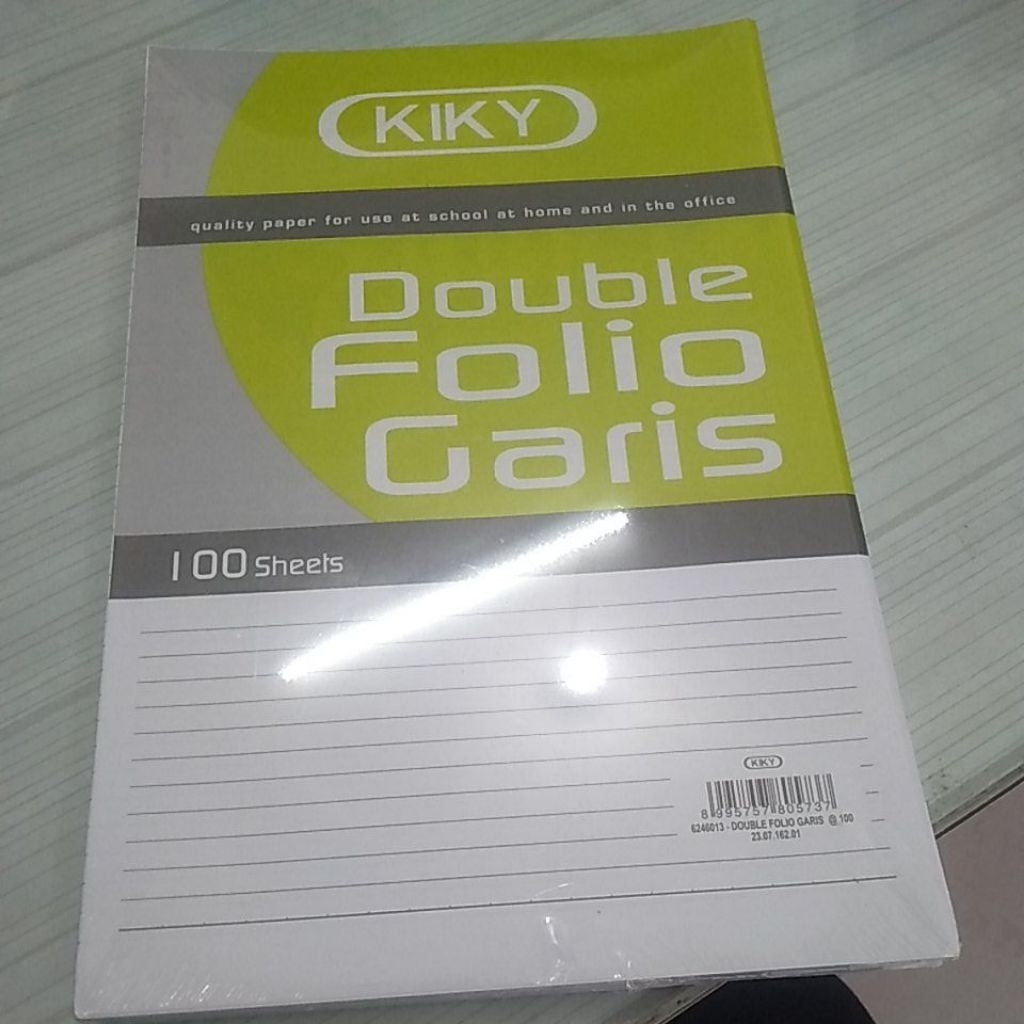 KIKY
quality paper for use at school at home and in the office
Double
Folio
Garis
100 Sheets
KIKY
8 995757 805737
6246013 - DOUBLE FOLIO GARIS @ 100
23.07.162.01